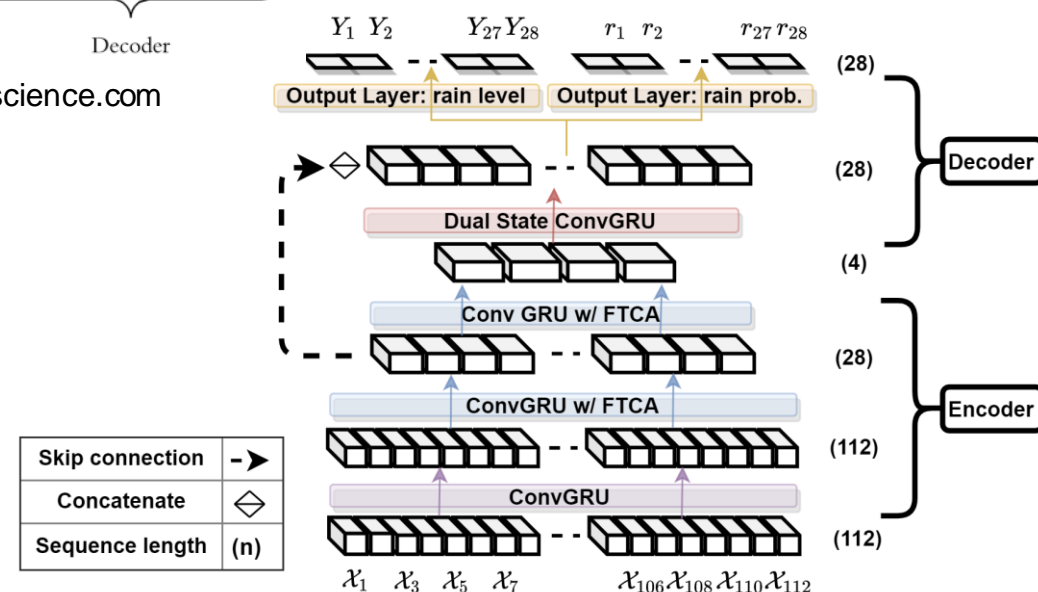 Decoder
science.com
Y1 Y2 Y27 Y28 r1 r2 r27 r28
(28)
Output Layer: rain level Output Layer: rain prob.
(28)
Decoder
Dual State ConvGRU
(4)
Conv GRU w/ FTCA
(28)
ConvGRU w/ FTCA
Encoder
(112)
ConvGRU
(112)
X1 X3 X5 X7 X106 X108 X110 X112
Skip connection
Concatenate
Sequence length (n)